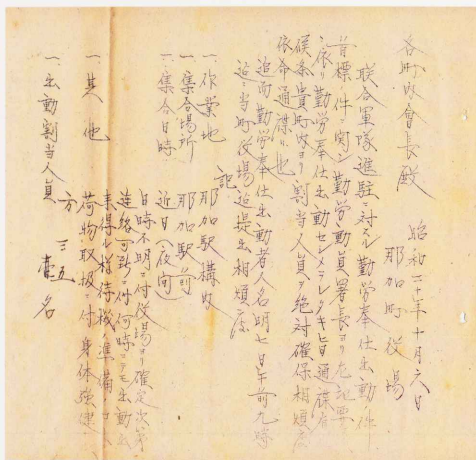 昭和二十年十月六日
那加町役場
各町内會長殿
聯合軍隊進駐ニ対スル勤労奉仕出動ノ件
首標ノ件ニ関シ勤労動員署長ヨリ左記要
依リ勤労奉仕出動セシメラレタキ旨通牒有
候条貴町内ヨリ割当人員ヲ絶対確保相煩度
依命通牒候也
追而勤労奉仕出動者人名明七日午前九時
迄ニ当町役場迄提出相煩度
記
一、作業地 那加駅構内
一、集合場所 那加駅前
一、集合日時 近日ノ夜間
日時不明ニ付役場ヨリ確定次第
連絡可致ニ付何時ニテモ出動
来得ル様待機ノ準備
一、其他 荷物取扱ニ付身体強健ノ
方
一、出動割当人員 三五 名